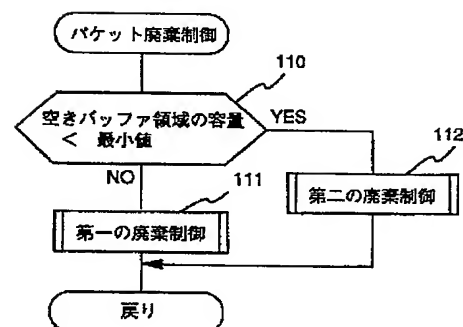 パケット廃棄制御
110
空きバッファ領域の容量
< 最小値
YES
112
NO
111
第二の廃棄制御
第一の廃棄制御
戻り